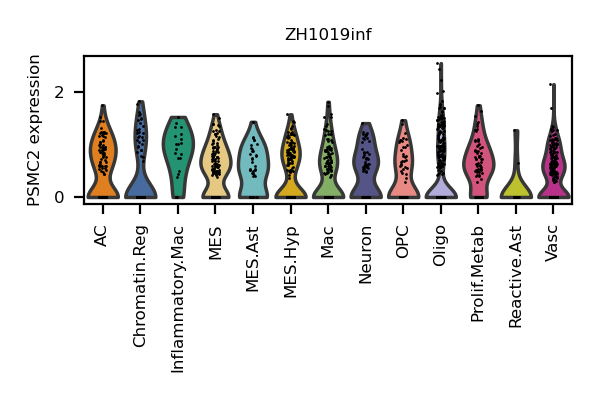 ZH1019inf
PSMC2 expression
2
0
AC
Chromatin.Reg
Inflammatory.Mac
MES
MES.Ast
MES.Hyp
Mac
Neuron
OPC
Oligo
Prolif.Metab
Reactive.Ast
Vasc